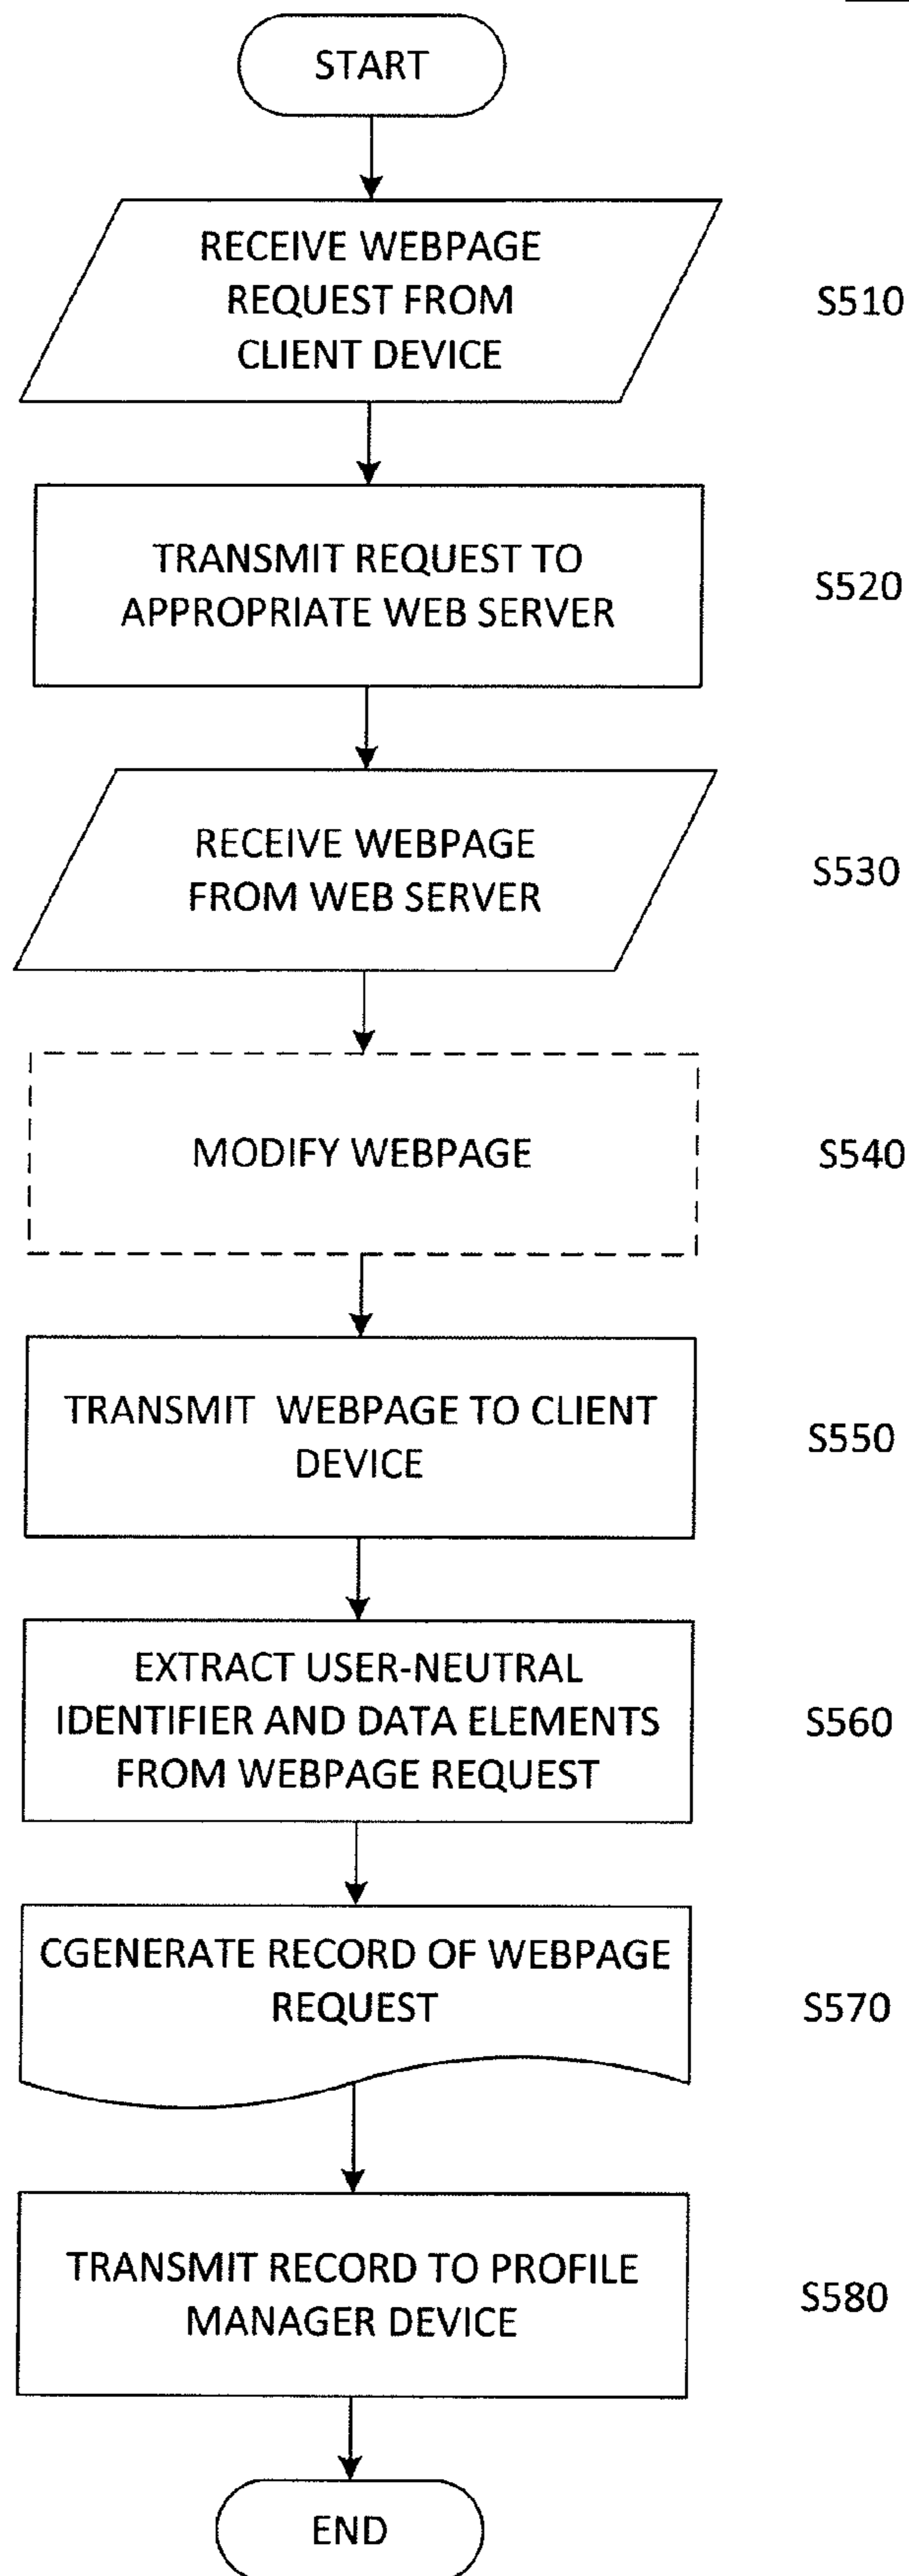 START
RECEIVE WEBPAGE
REQUEST FROM
CLIENT DEVICE
S510
TRANSMIT REQUEST TO
APPROPRIATE WEB SERVER
S520
RECEIVE WEBPAGE
FROM WEB SERVER
S530
MODIFY WEBPAGE
S540
TRANSMIT WEBPAGE TO CLIENT
DEVICE
S550
EXTRACT USER-NEUTRAL
IDENTIFIER AND DATA ELEMENTS
FROM WEBPAGE REQUEST
S560
CGENERATE RECORD OF WEBPAGE
REQUEST
S570
TRANSMIT RECORD TO PROFILE
MANAGER DEVICE
S580
END